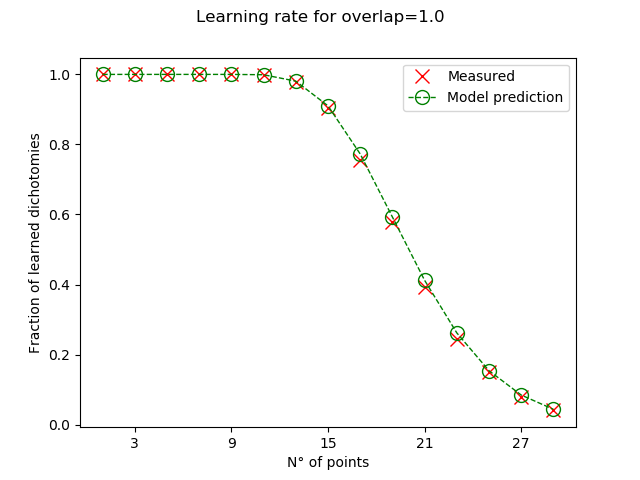 Learning rate for overlap=1.0
Measured
Model prediction
Fraction of learned dichotomies
1.0
0.8
0.6
0.4
0.2
0.0
3 9 15 21 27
N° of points